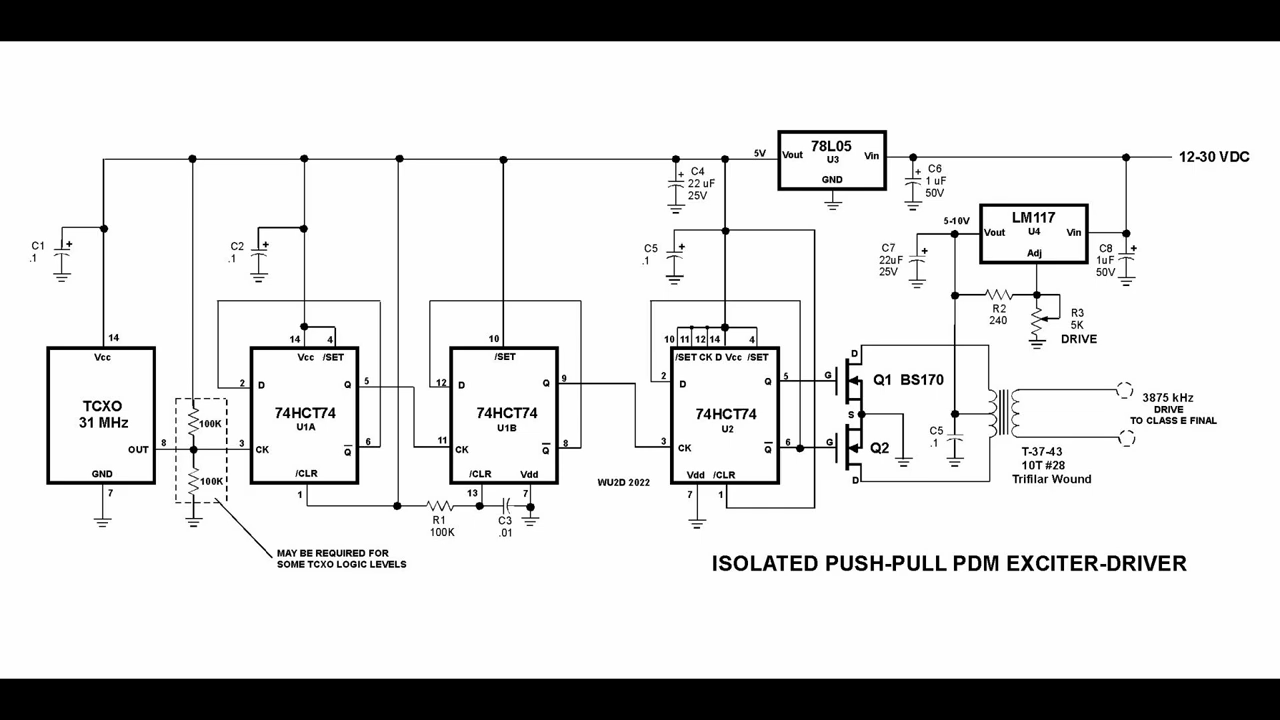 78L05
U3
5V
Vout
Vin
GND
12-30 VDC
C4
22 uF
25V
C6
1 uF
50V
C1
.1
C2
.1
C5
.1
5-10V
LM117
U4
Vout
Vin
Adj
C7
22uF
25V
C8
1uF
50V
R2
240
R3
5K
DRIVE
14
Vcc
TCXO
31 MHz
OUT
8
GND
7
100K
100K
14
4
Vcc
/SET
2
D
Q
5
74HCT74
U1A
3
CK
Q
6
/CLR
1
10
/SET
12
D
Q
9
74HCT74
U1B
11
CK
Q
8
/CLR
Vdd
13
7
R1
100K
C3
.01
10
11
12
14
4
/SET
CK
D
Vcc
/SET
2
D
Q
5
74HCT74
U2
3
CK
Q
6
Vdd
/CLR
7
1
WU2D 2022
D
G
Q1 BS170
S
G
Q2
D
C5
.1
3875 kHz
DRIVE
TO CLASS E FINAL
T-37-43
10T #28
Trifilar Wound
MAY BE REQUIRED FOR
SOME TCXO LOGIC LEVELS
ISOLATED PUSH-PULL PDM EXCITER-DRIVER